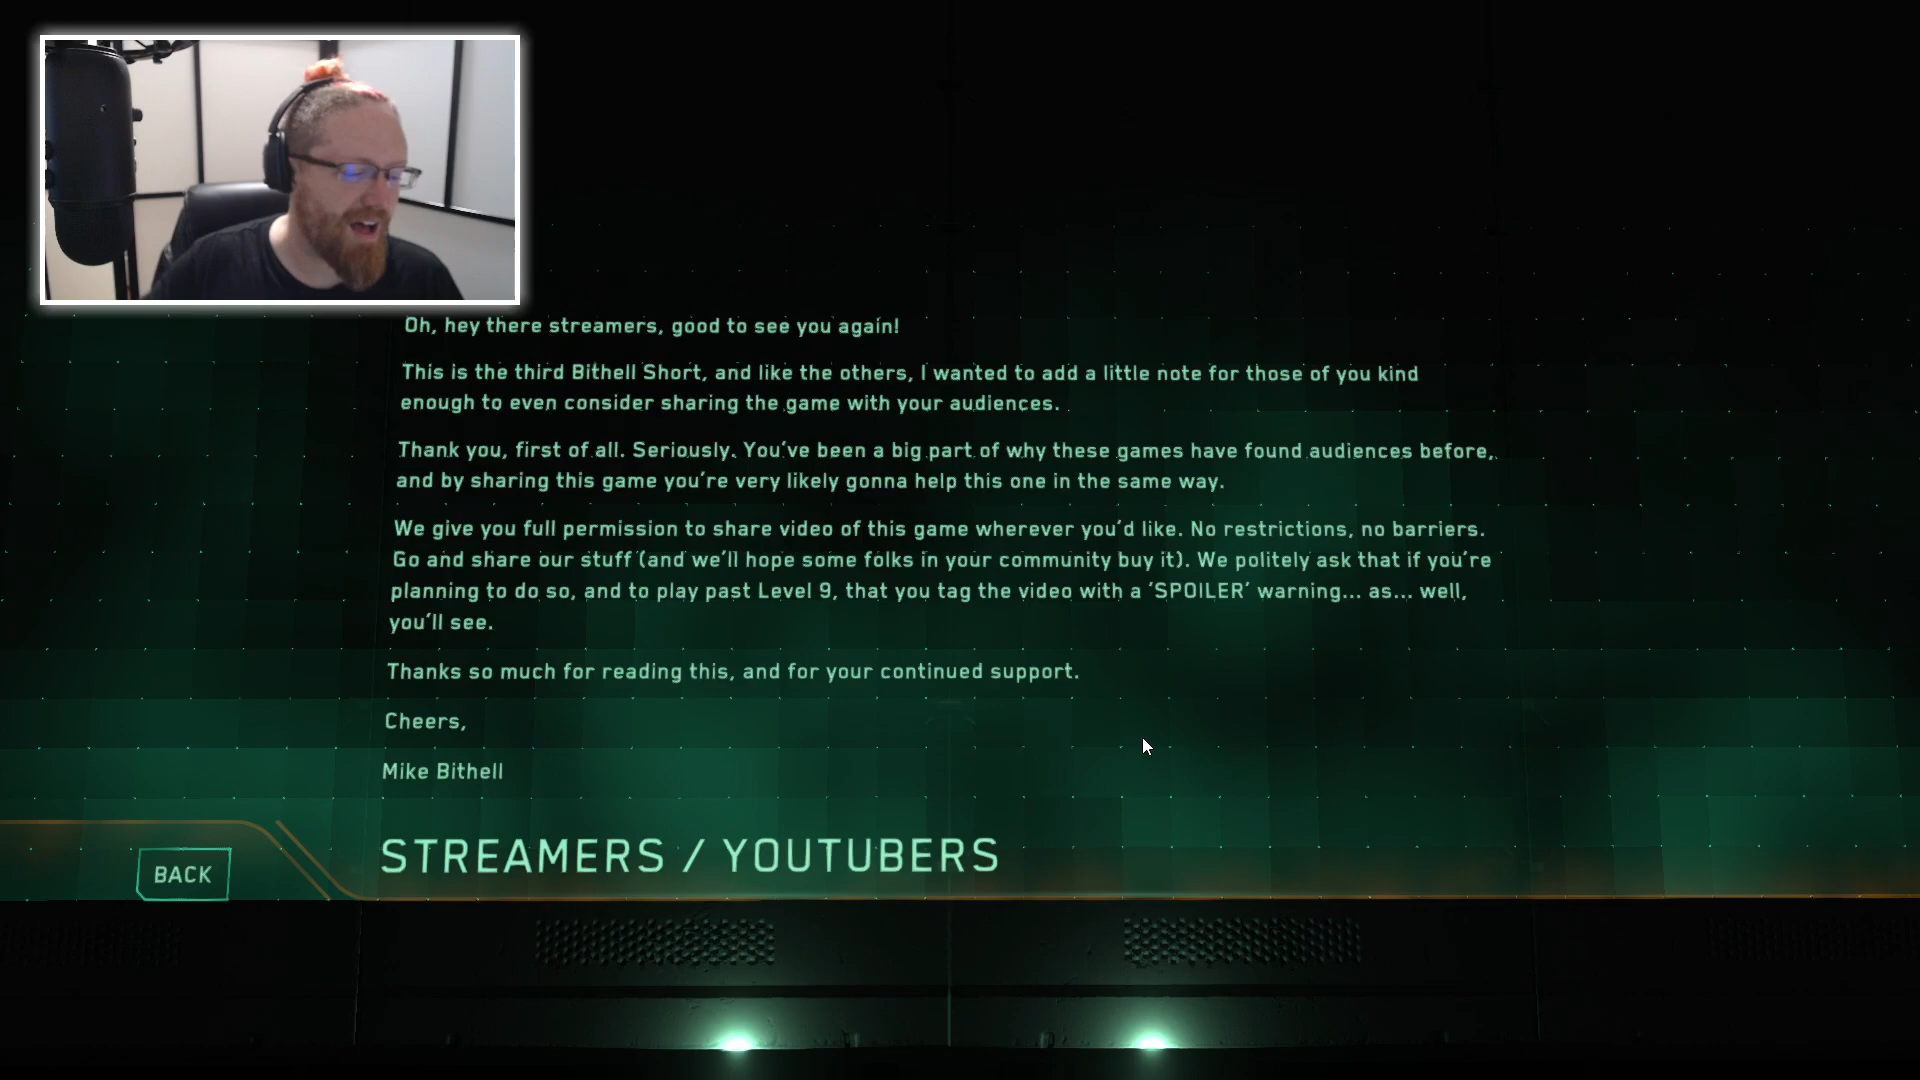 Oh, hey there streamers, good to see you again!
This is the third Bithell Short, and like the others, I wanted to add a little note for those of you kind
enough to even consider sharing the game with your audiences.
Thank you, first of all. Seriously. You've been a big part of why these games have found audiences before,
and by sharing this game you're very likely gonna help this one in the same way.
We give you full permission to share video of this game wherever you'd like. No restrictions, no barriers.
Go and share our stuff (and we'll hope some folks in your community buy it). We politely ask that if you're
planning to do so, and to play past Level 9, that you tag the video with a 'SPOILER' warning... as... well,
you'll see.
Thanks so much for reading this, and for your continued support.
Cheers,
Mike Bithell
STREAMERS / YOUTUBERS
BACK